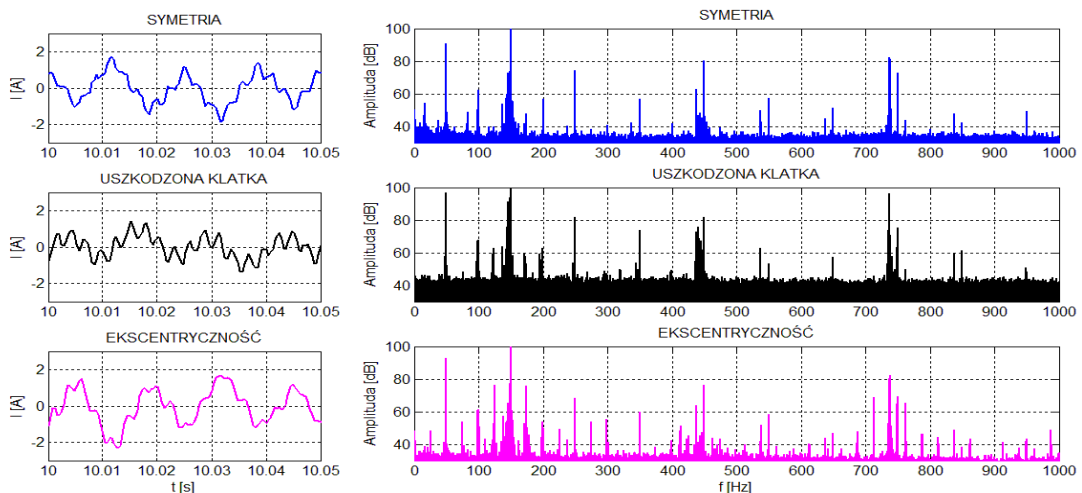 SYMETRIA
I [A]
2
0
-2
10 10.01 10.02 10.03 10.04 10.05
USZKODZONA KLATKA
I [A]
2
0
-2
10 10.01 10.02 10.03 10.04 10.05
EKSCENTRYCZNOŚĆ
I [A]
2
0
-2
10 10.01 10.02 10.03 10.04 10.05
t [s]
SYMETRIA
Amplituda [dB]
100
80
60
40
0 100 200 300 400 500 600 700 800 900 1000
USZKODZONA KLATKA
Amplituda [dB]
100
80
60
40
0 100 200 300 400 500 600 700 800 900 1000
EKSCENTRYCZNOŚĆ
Amplituda [dB]
100
80
60
40
0 100 200 300 400 500 600 700 800 900 1000
f [Hz]